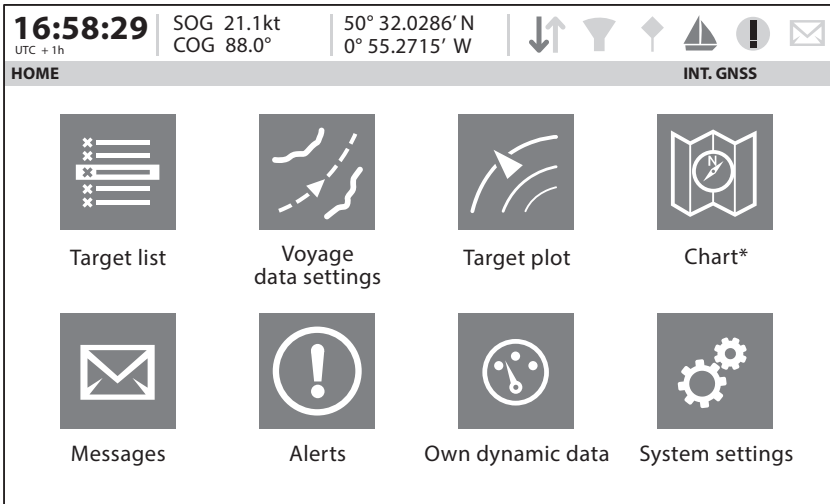 16:58:29
UTC + 1h
SOG 21.1kt
COG 88.0°
50° 32.0286′ N
0° 55.2715′ W
HOME
INT. GNSS
Target list
Voyage
data settings
Target plot
N
Chart*
Messages
Alerts
Own dynamic data
System settings